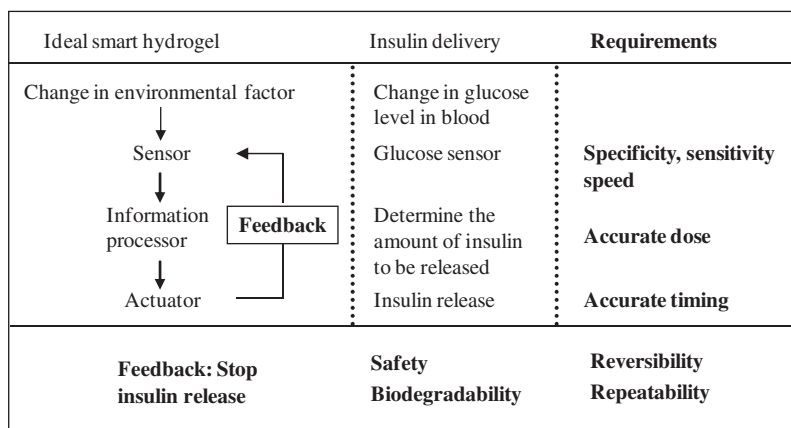 Ideal smart hydrogel
Insulin delivery
Requirements
Change in environmental factor
Change in glucose
level in blood
Sensor
Glucose sensor
Specificity, sensitivity
speed
Information
processor
Feedback
Determine the
amount of insulin
to be released
Accurate dose
Actuator
Insulin release
Accurate timing
Feedback: Stop
insulin release
Safety
Biodegradability
Reversibility
Repeatability